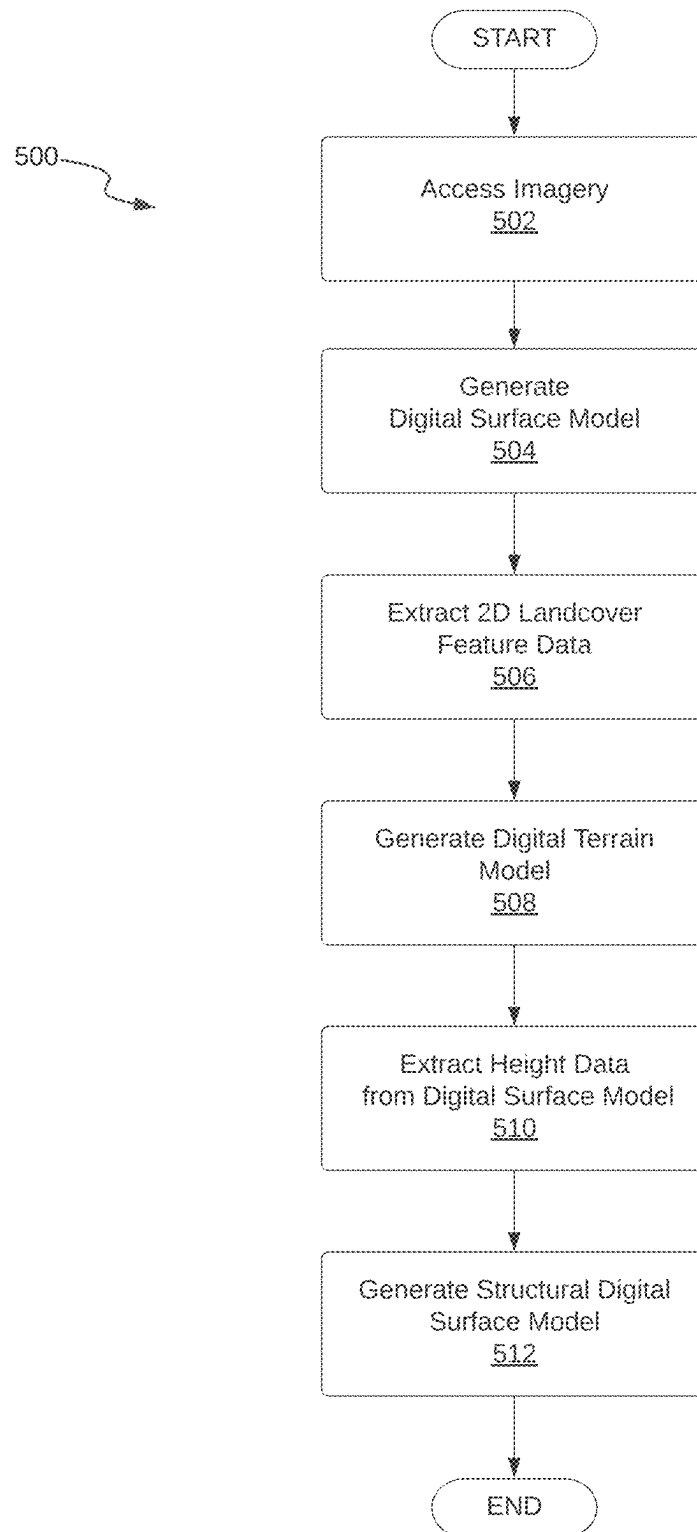 START
500
Access Imagery
502
Generate
Digital Surface Model
504
Extract 2D Landcover
Feature Data
506
Generate Digital Terrain
Model
508
Extract Height Data
from Digital Surface Model
510
Generate Structural Digital
Surface Model
512
END